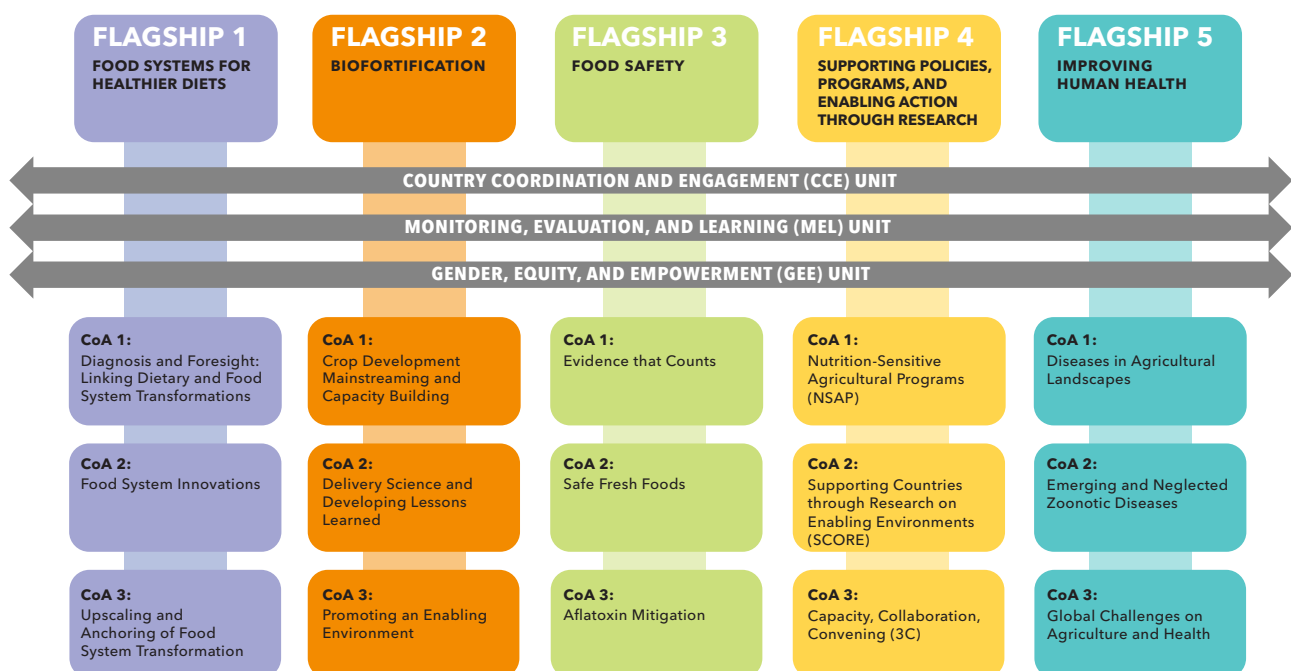 FLAGSHIP 1
FOOD SYSTEMS FOR
HEALTHIER DIETS
FLAGSHIP 2
BIOFORTIFICATION
FLAGSHIP 3
FOOD SAFETY
FLAGSHIP 4
SUPPORTING POLICIES,
PROGRAMS, AND
ENABLING ACTION
THROUGH RESEARCH
FLAGSHIP 5
IMPROVING
HUMAN HEALTH
COUNTRY COORDINATION AND ENGAGEMENT (CCE) UNIT
MONITORING, EVALUATION, AND LEARNING (MEL) UNIT
GENDER, EQUITY, AND EMPOWERMENT (GEE) UNIT
CoA 1:
Diagnosis and Foresight:
Linking Dietary and Food
System Transformations
CoA 1:
Crop Development
Mainstreaming and
Capacity Building
CoA 1:
Evidence that Counts
CoA 1:
Nutrition-Sensitive
Agricultural Programs
(NSAP)
CoA 1:
Diseases in Agricultural
Landscapes
CoA 2:
Food System Innovations
CoA 2:
Delivery Science and
Developing Lessons
Learned
CoA 2:
Safe Fresh Foods
CoA 2:
Supporting Countries
through Research on
Enabling Environments
(SCORE)
CoA 2:
Emerging and Neglected
Zoonotic Diseases
CoA 3:
Upscaling and
Anchoring of Food
System Transformation
CoA 3:
Promoting an Enabling
Environment
CoA 3:
Aflatoxin Mitigation
CoA 3:
Capacity, Collaboration,
Convening (3C)
CoA 3:
Global Challenges on
Agriculture and Health